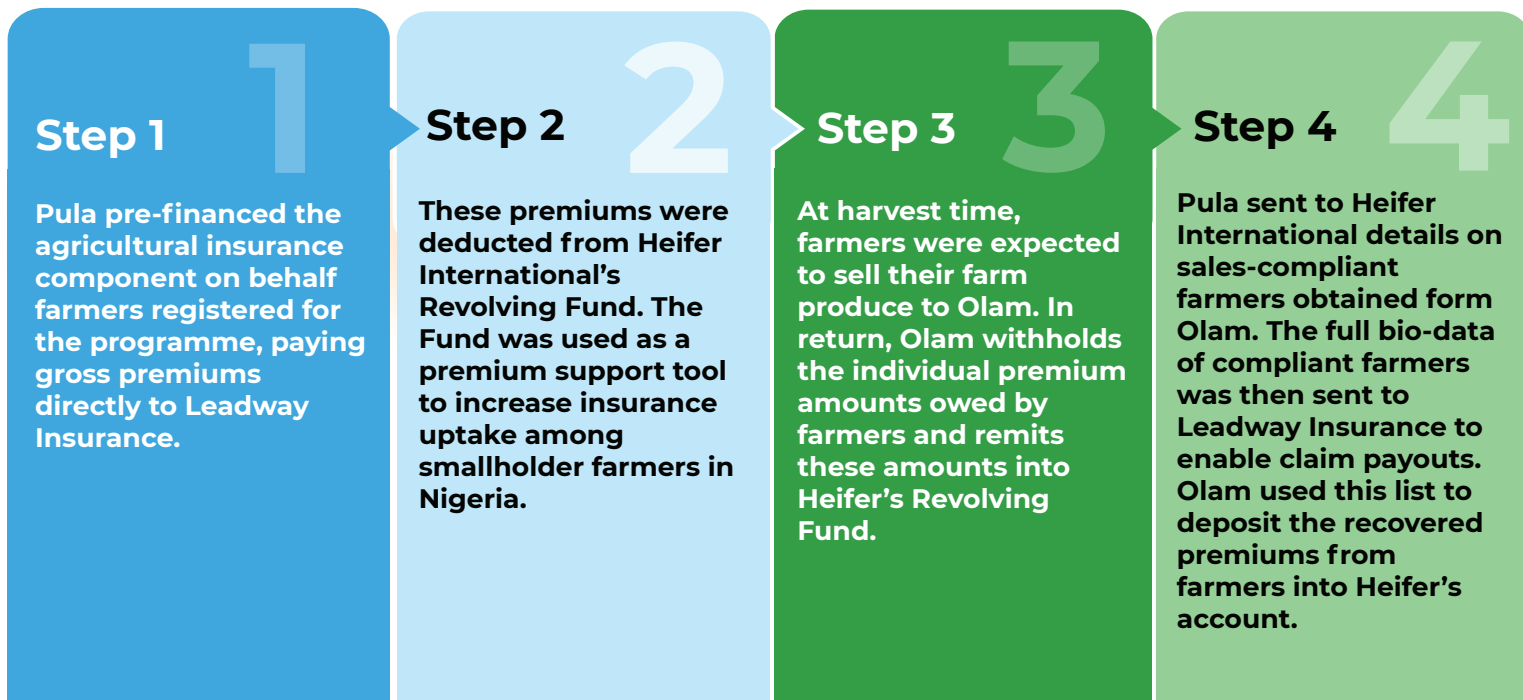 1
Step 1
Pula pre-financed the
agricultural insurance
component on behalf
farmers registered for
the programme, paying
gross premiums
directly to Leadway
Insurance.
2
Step 2
These premiums were
deducted from Heifer
International’s
Revolving Fund. The
Fund was used as a
premium support tool
to increase insurance
uptake among
smallholder farmers in
Nigeria.
3
Step 3
At harvest time,
farmers were expected
to sell their farm
produce to Olam. In
return, Olam withholds
the individual premium
amounts owed by
farmers and remits
these amounts into
Heifer’s Revolving
Fund.
4
Step 4
Pula sent to Heifer
International details on
sales-compliant
farmers obtained form
Olam. The full bio-data
of compliant farmers
was then sent to
Leadway Insurance to
enable claim payouts.
Olam used this list to
deposit the recovered
premiums from
farmers into Heifer’s
account.